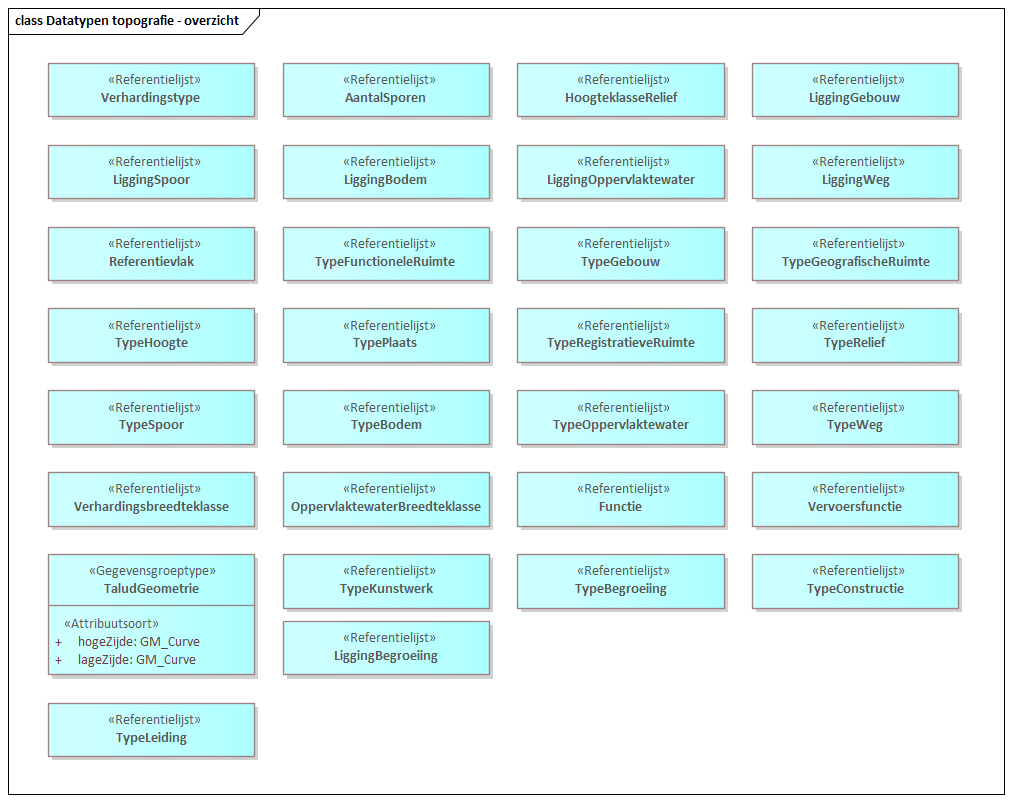 class Datatypen topografie - overzicht
«Referentielijst»
Verhardingstype
«Referentielijst»
AantalSporen
«Referentielijst»
HoogteklasseRelief
«Referentielijst»
LiggingGebouw
«Referentielijst»
LiggingSpoor
«Referentielijst»
LiggingBodem
«Referentielijst»
LiggingOppervlaktewater
«Referentielijst»
LiggingWeg
«Referentielijst»
Referentievlak
«Referentielijst»
TypeFunctioneleRuimte
«Referentielijst»
TypeGebouw
«Referentielijst»
TypeGeografischeRuimte
«Referentielijst»
TypeHoogte
«Referentielijst»
TypePlaats
«Referentielijst»
TypeRegistratieveRuimte
«Referentielijst»
TypeRelief
«Referentielijst»
TypeSpoor
«Referentielijst»
TypeBodem
«Referentielijst»
TypeOppervlaktewater
«Referentielijst»
TypeWeg
«Referentielijst»
Verhardingsbreedteklasse
«Referentielijst»
OppervlaktewaterBreedteklasse
«Referentielijst»
Functie
«Referentielijst»
Vervoersfunctie
«Gegevensgroeptype»
TaludGeometrie
«Attribuutsoort»
+ hogeZijde: GM_Curve
+ lageZijde: GM_Curve
«Referentielijst»
TypeKunstwerk
«Referentielijst»
TypeBegroeiing
«Referentielijst»
TypeConstructie
«Referentielijst»
LiggingBegroeiing
«Referentielijst»
TypeLeiding